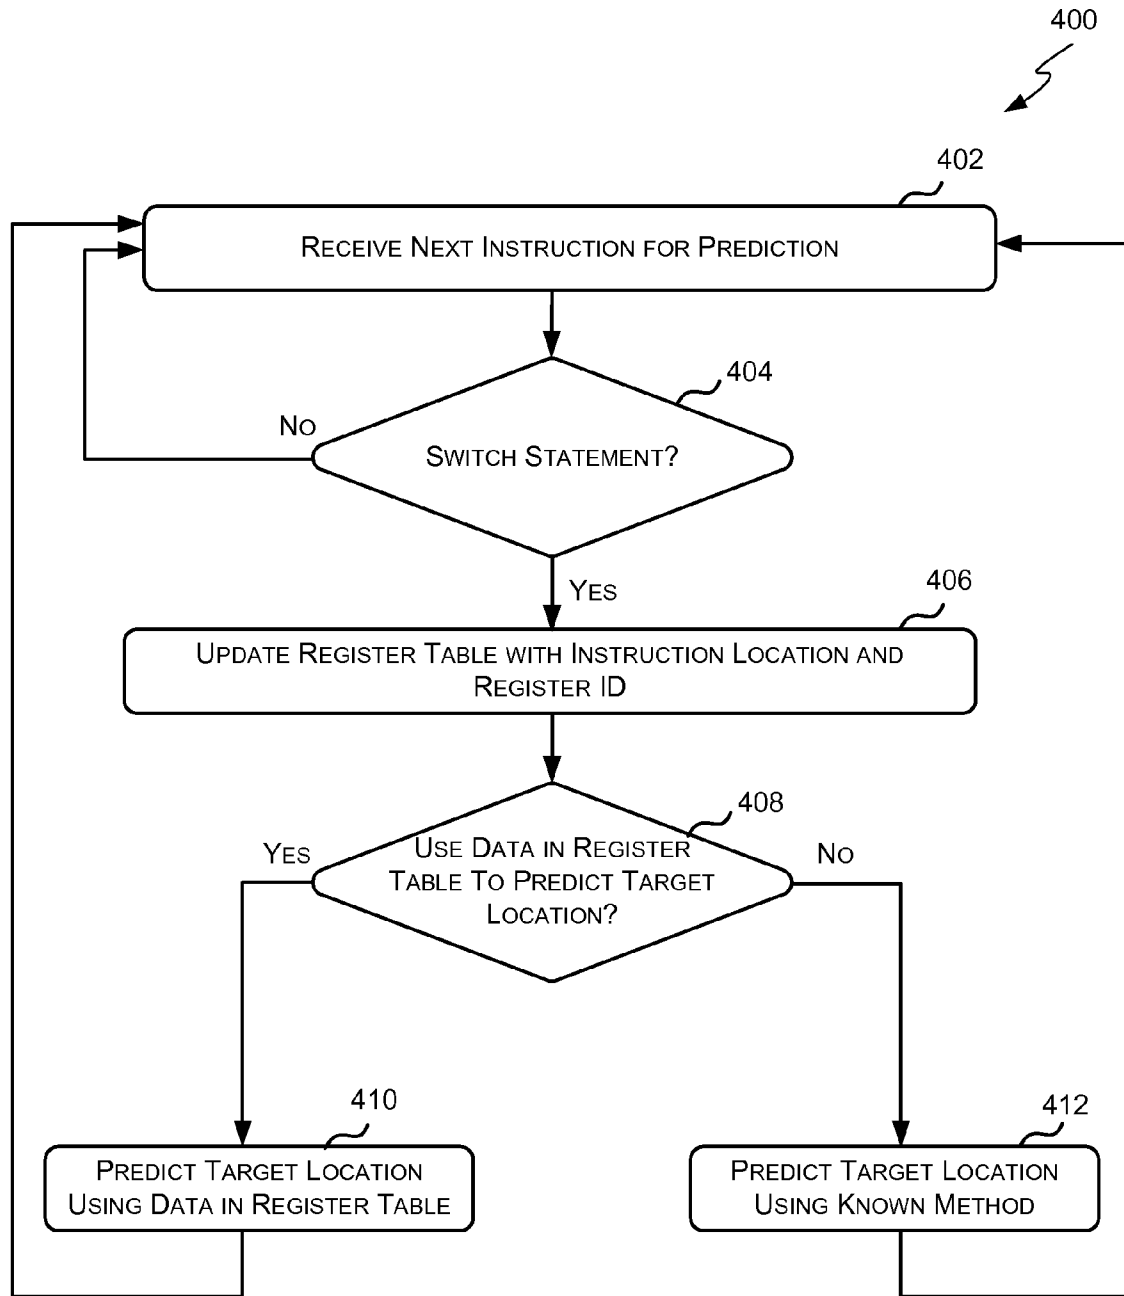 400
402
RECEIVE NEXT INSTRUCTION FOR PREDICTION
404
NO
SWITCH STATEMENT?
YES
406
UPDATE REGISTER TABLE WITH INSTRUCTION LOCATION AND
REGISTER ID
408
YES
USE DATA IN REGISTER
TABLE TO PREDICT TARGET
LOCATION?
NO
410
PREDICT TARGET LOCATION
USING DATA IN REGISTER TABLE
412
PREDICT TARGET LOCATION
USING KNOWN METHOD